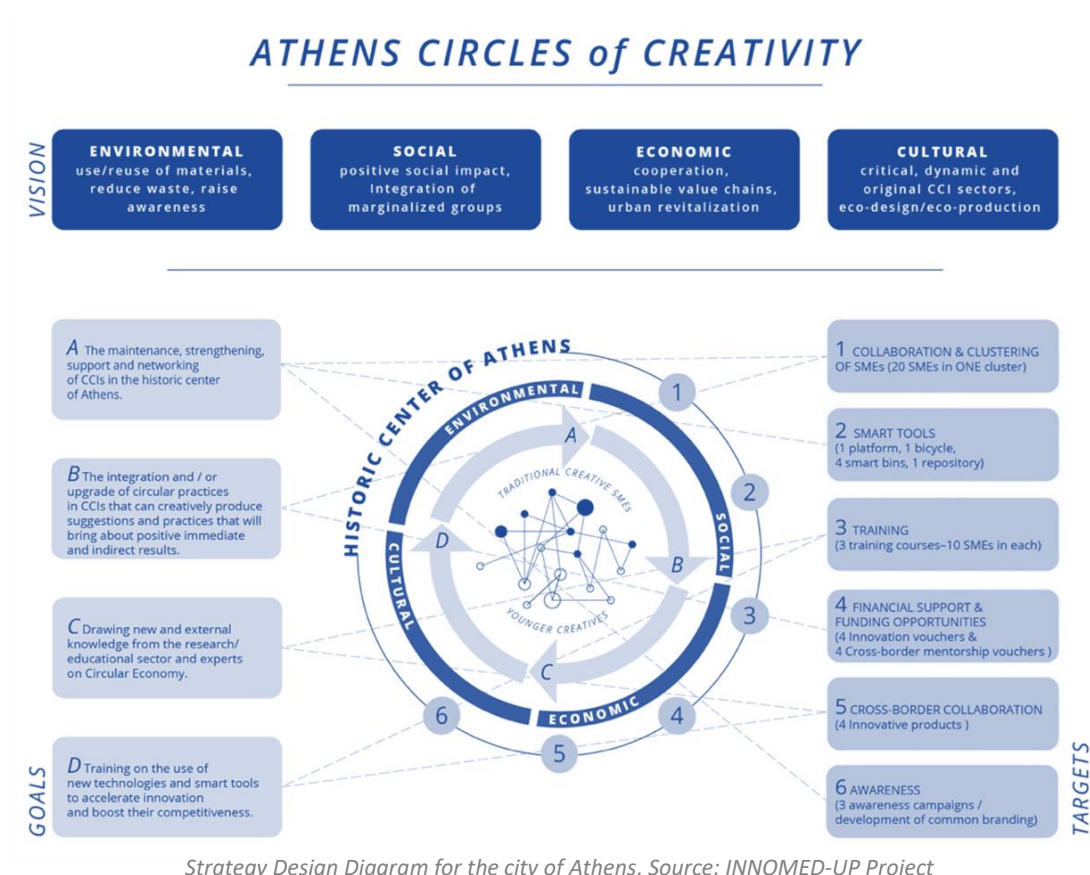 ATHENS CIRCLES of CREATIVITY
VISION
ENVIRONMENTAL
use/reuse of materials,
reduce waste, raise
awareness
SOCIAL
positive social impact,
Integration of
marginalized groups
ECONOMIC
cooperation,
sustainable value chains,
urban revitalization
CULTURAL
critical, dynamic and
original CCI sectors,
eco-design/eco-production
GOALS
A The maintenance, strengthening,
support and networking
of CCIs in the historic center
of Athens.
B The integration and / or
upgrade of circular practices
in CCIs that can creatively produce
suggestions and practices that will
bring about positive immediate
and indirect results.
C Drawing new and external
knowledge from the research/
educational sector and experts
on Circular Economy.
D Training on the use of
new technologies and smart tools
to accelerate innovation
and boost their competitiveness.
HISTORIC CENTER OF ATHENS
ENVIRONMENTAL
SOCIAL
ECONOMIC
CULTURAL
A
B
C
D
TRADITIONAL CREATIVE SMES
YOUNGER CREATIVES
1
2
3
4
5
6
TARGETS
1 COLLABORATION & CLUSTERING
OF SMEs (20 SMEs in ONE cluster)
2 SMART TOOLS
(1 platform, 1 bicycle,
4 smart bins, 1 repository)
3 TRAINING
(3 training courses–10 SMEs in each)
4 FINANCIAL SUPPORT &
FUNDING OPPORTUNITIES
(4 Innovation vouchers &
4 Cross-border mentorship vouchers )
5 CROSS-BORDER COLLABORATION
(4 Innovative products )
6 AWARENESS
(3 awareness campaigns /
development of common branding)
Strategy Design Diagram for the city of Athens. Source: INNOMED-UP Project